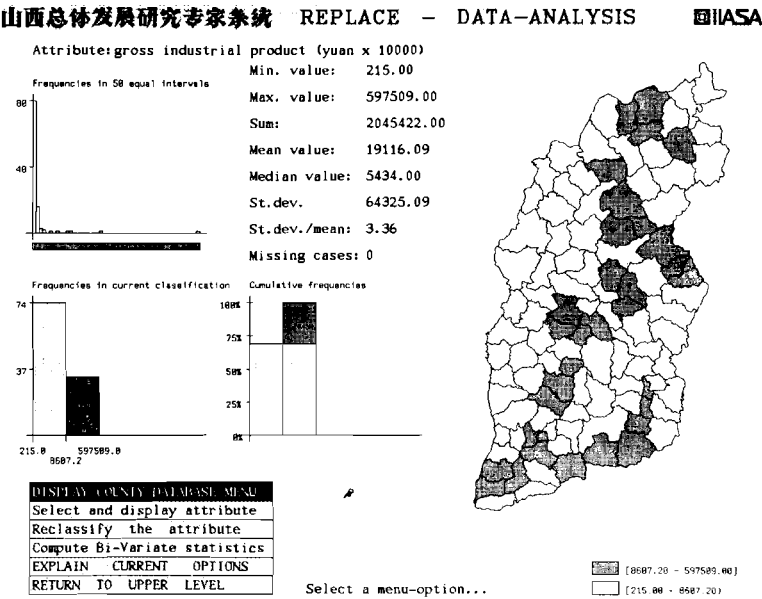 山西总体发展研究专家系统 REPLACE – DATA–ANALYSIS IIASA
Attribute:gross industrial product (yuan x 10000)
Min. value: 215.00
Max. value: 597509.00
Sum: 2045422.00
Mean value: 19116.09
Median value: 5434.00
St.dev. 64325.09
St.dev./mean: 3.36
Missing cases: 0
Frequencies in 50 equal intervals
80
40
Frequencies in current classification
74
37
215.0 597509.0
8607.2
Cumulative frequencies
100%
75%
50%
25%
0%
DISPLAY COUNTY DATABASE MENU
Select and display attribute
Reclassify the attribute
Compute Bi-Variate statistics
EXPLAIN CURRENT OPTIONS
RETURN TO UPPER LEVEL
Select a menu-option...
[8607.20 - 597509.00]
[215.00 - 8607.20)